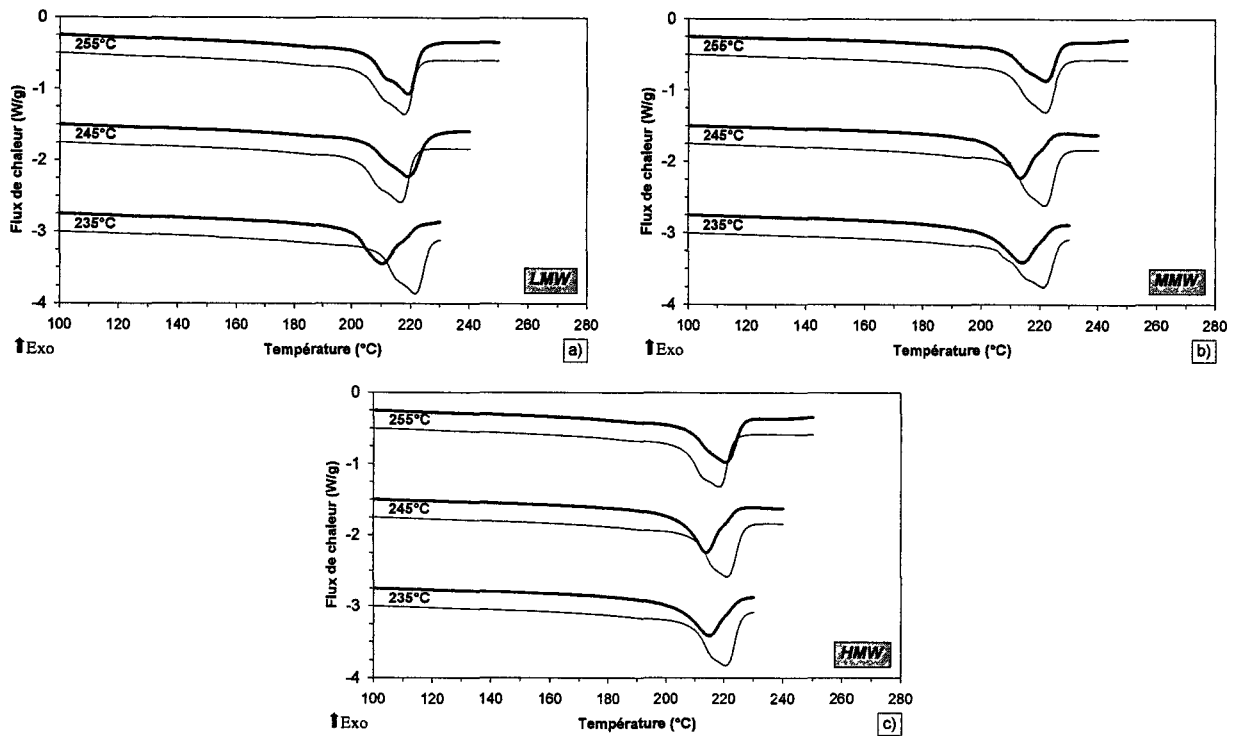 0
-1
-2
-3
-4
Flux de chaleur (W/g)
255°C
245°C
235°C
LMW
100 120 140 160 180 200 220 240 260 280
⬆Exo
Température (°C)
a)
0
-1
-2
-3
-4
Flux de chaleur (W/g)
255°C
245°C
235°C
MMW
100 120 140 160 180 200 220 240 260 280
⬆Exo
Température (°C)
b)
0
-1
-2
-3
-4
Flux de chaleur (W/g)
255°C
245°C
235°C
HMW
100 120 140 160 180 200 220 240 260 280
⬆Exo
Température (°C)
c)